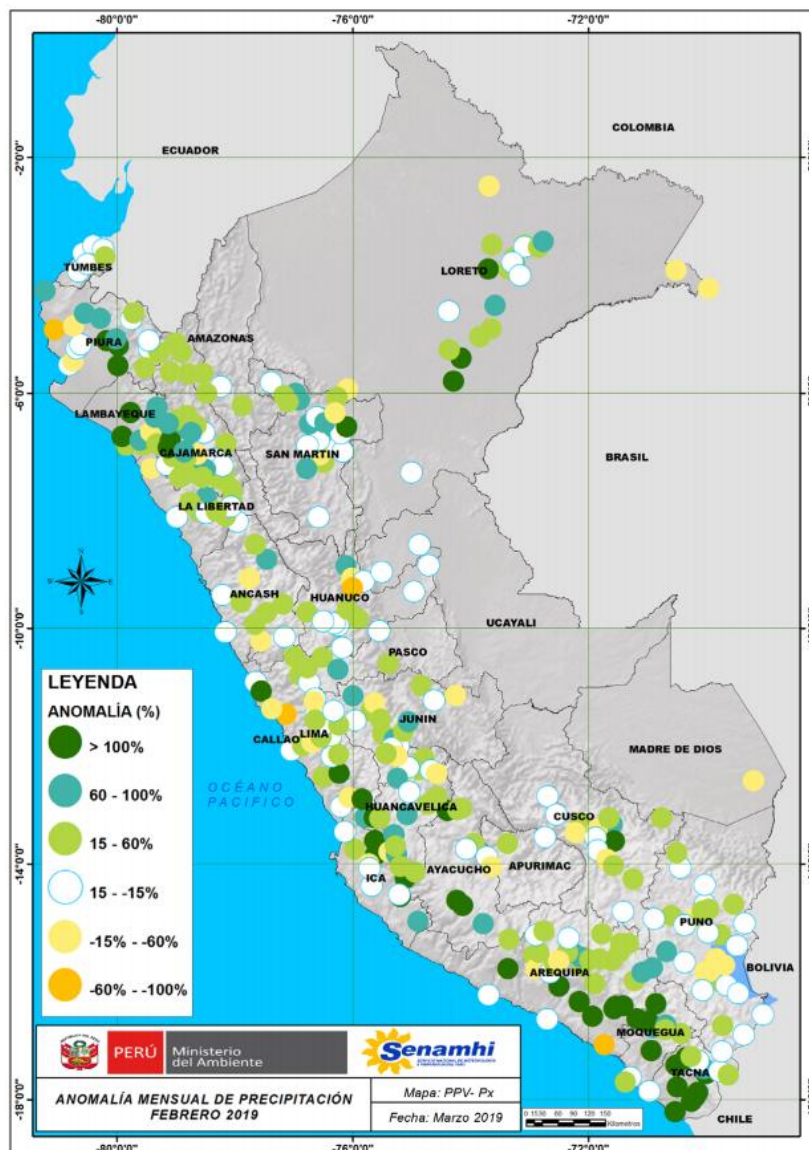 -80°0'0" -76°0'0" -72°0'0"
COLOMBIA
ECUADOR
-2°0'0"
LORETO
TUMBES
AMAZONAS
PIURA
-6°0'0"
LAMBAYEQUE
BRASIL
CAJAMARCA
SAN MARTIN
LA LIBERTAD
ANCASH
HUANUCO
UCAYALI
-10°0'0"
PASCO
LEYENDA
ANOMALÍA (%)
> 100%
60 - 100%
15 - 60%
15 - -15%
-15% - -60%
-60% - -100%
JUNIN
LIMA
CALLAO
MADRE DE DIOS
OCÉANO
PACIFICO
HUANCAVELICA
CUSCO
-14°0'0"
ICA
AYACUCHO
APURIMAC
PUNO
AREQUIPA
BOLIVIA
MOQUEGUA
TACNA
-18°0'0"
CHILE
PERÚ
Ministerio
del Ambiente
Senamhi
ANOMALÍA MENSUAL DE PRECIPITACIÓN
FEBRERO 2019
Mapa: PPV- Px
Fecha: Marzo 2019
Kilometros
-80°0'0" -76°0'0" -72°0'0"